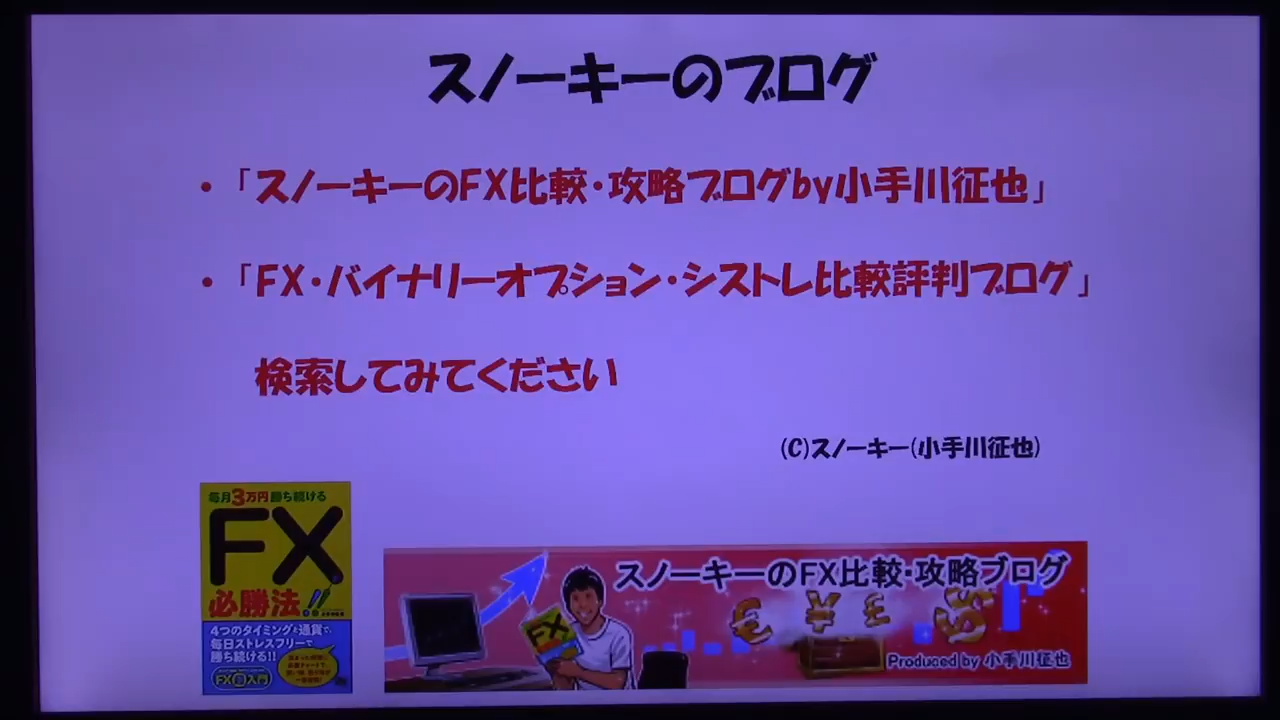 スノーキーのブログ
・「スノーキーのFX比較・攻略ブログby小手川征也」
・「FX・バイナリーオプション・シストレ比較評判ブログ」
検索してみてください
(C)スノーキー(小手川征也)
毎月3万円勝ち続ける
FX
必勝法!!
4つのタイミングと通貨で、
毎日ストレスフリーで
勝ち続ける!!
FX超入門
スノーキーのFX比較・攻略ブログ
FX
Produced by 小手川征也